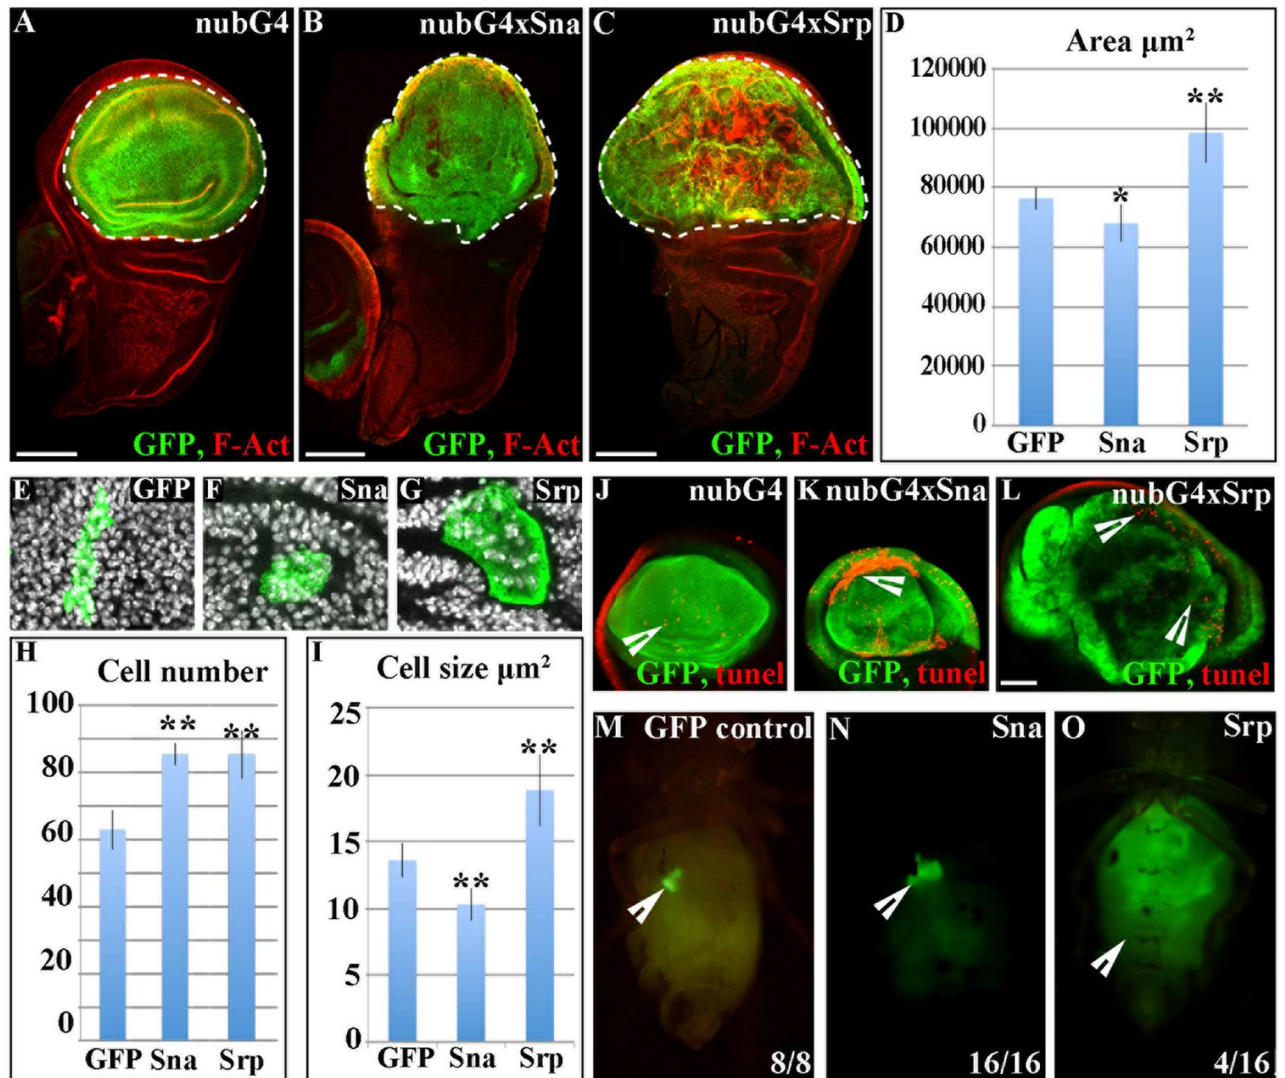 A nubG4
GFP, F-Act
B nubG4xSna
GFP, F-Act
C nubG4xSrp
GFP, F-Act
D Area µm²
120000
100000
80000
60000
40000
20000
0
**
*
GFP Sna Srp
E GFP
F Sna
G Srp
H Cell number
100
80
60
40
20
0
** **
GFP Sna Srp
I Cell size µm²
25
20
15
10
5
0
**
**
GFP Sna Srp
J nubG4
GFP, tunel
K nubG4xSna
GFP, tunel
L nubG4xSrp
GFP, tunel
M GFP control
8/8
N Sna
16/16
O Srp
4/16